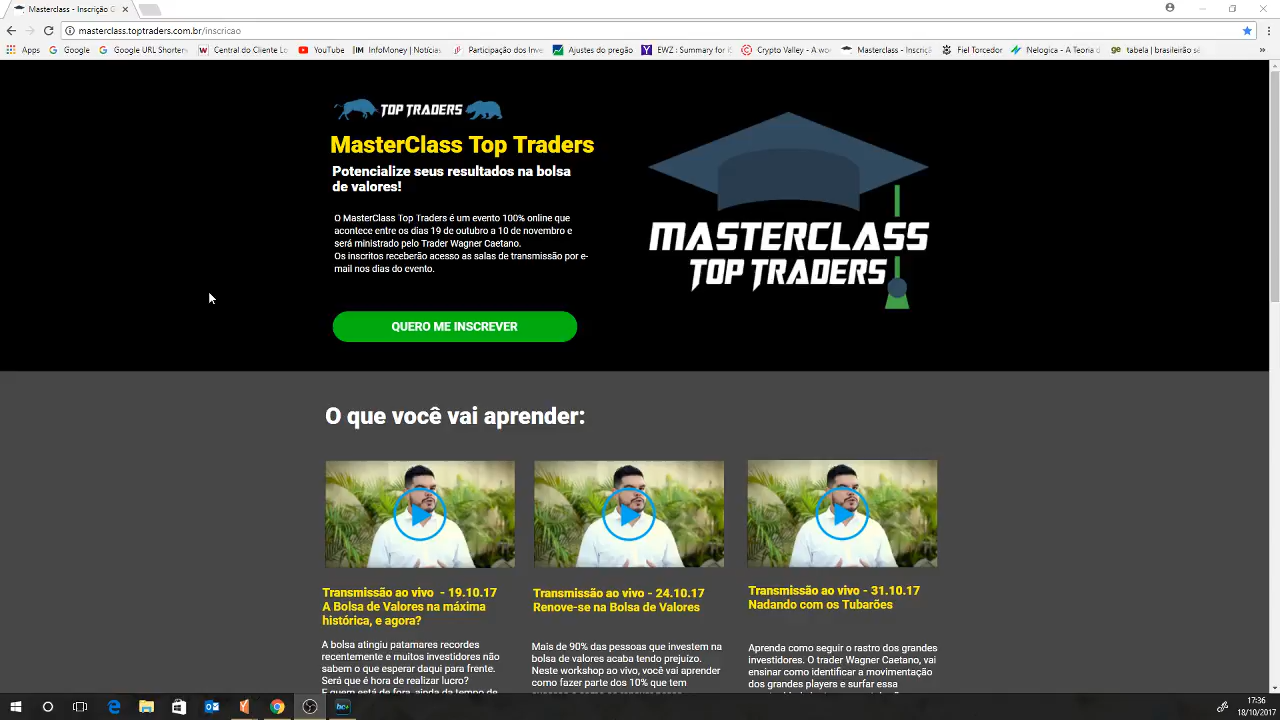 Masterclass - Inscrição
masterclass.toptraders.com.br/inscricao
Apps
Google
Google URL Shorten
Central do Cliente Lo
YouTube
InfoMoney | Notícias
Participação dos Inve
Ajustes do pregão
EWZ : Summary for i
Crypto Valley - A wo
Masterclass - Inscriçã
Fiel Torcedor
Nelogica - A Teoria d
tabela | brasileirão se
TOP TRADERS
MasterClass Top Traders
Potencialize seus resultados na bolsa
de valores!
O MasterClass Top Traders é um evento 100% online que
acontece entre os dias 19 de outubro a 10 de novembro e
será ministrado pelo Trader Wagner Caetano.
Os inscritos receberão acesso as salas de transmissão por e-
mail nos dias do evento.
QUERO ME INSCREVER
MASTERCLASS
TOP TRADERS
O que você vai aprender:
Transmissão ao vivo - 19.10.17
A Bolsa de Valores na máxima
histórica, e agora?
A bolsa atingiu patamares recordes
recentemente e muitos investidores não
sabem o que esperar daqui para frente.
Será que é hora de realizar lucro?
E quem está de fora, ainda da tempo de
Transmissão ao vivo - 24.10.17
Renove-se na Bolsa de Valores
Mais de 90% das pessoas que investem na
bolsa de valores acaba tendo prejuízo.
Neste workshop ao vivo, você vai aprender
como fazer parte dos 10% que tem
Transmissão ao vivo - 31.10.17
Nadando com os Tubarões
Aprenda como seguir o rastro dos grandes
investidores. O trader Wagner Caetano, vai
ensinar como identificar a movimentação
dos grandes players e surfar essa
17:36
18/10/2017